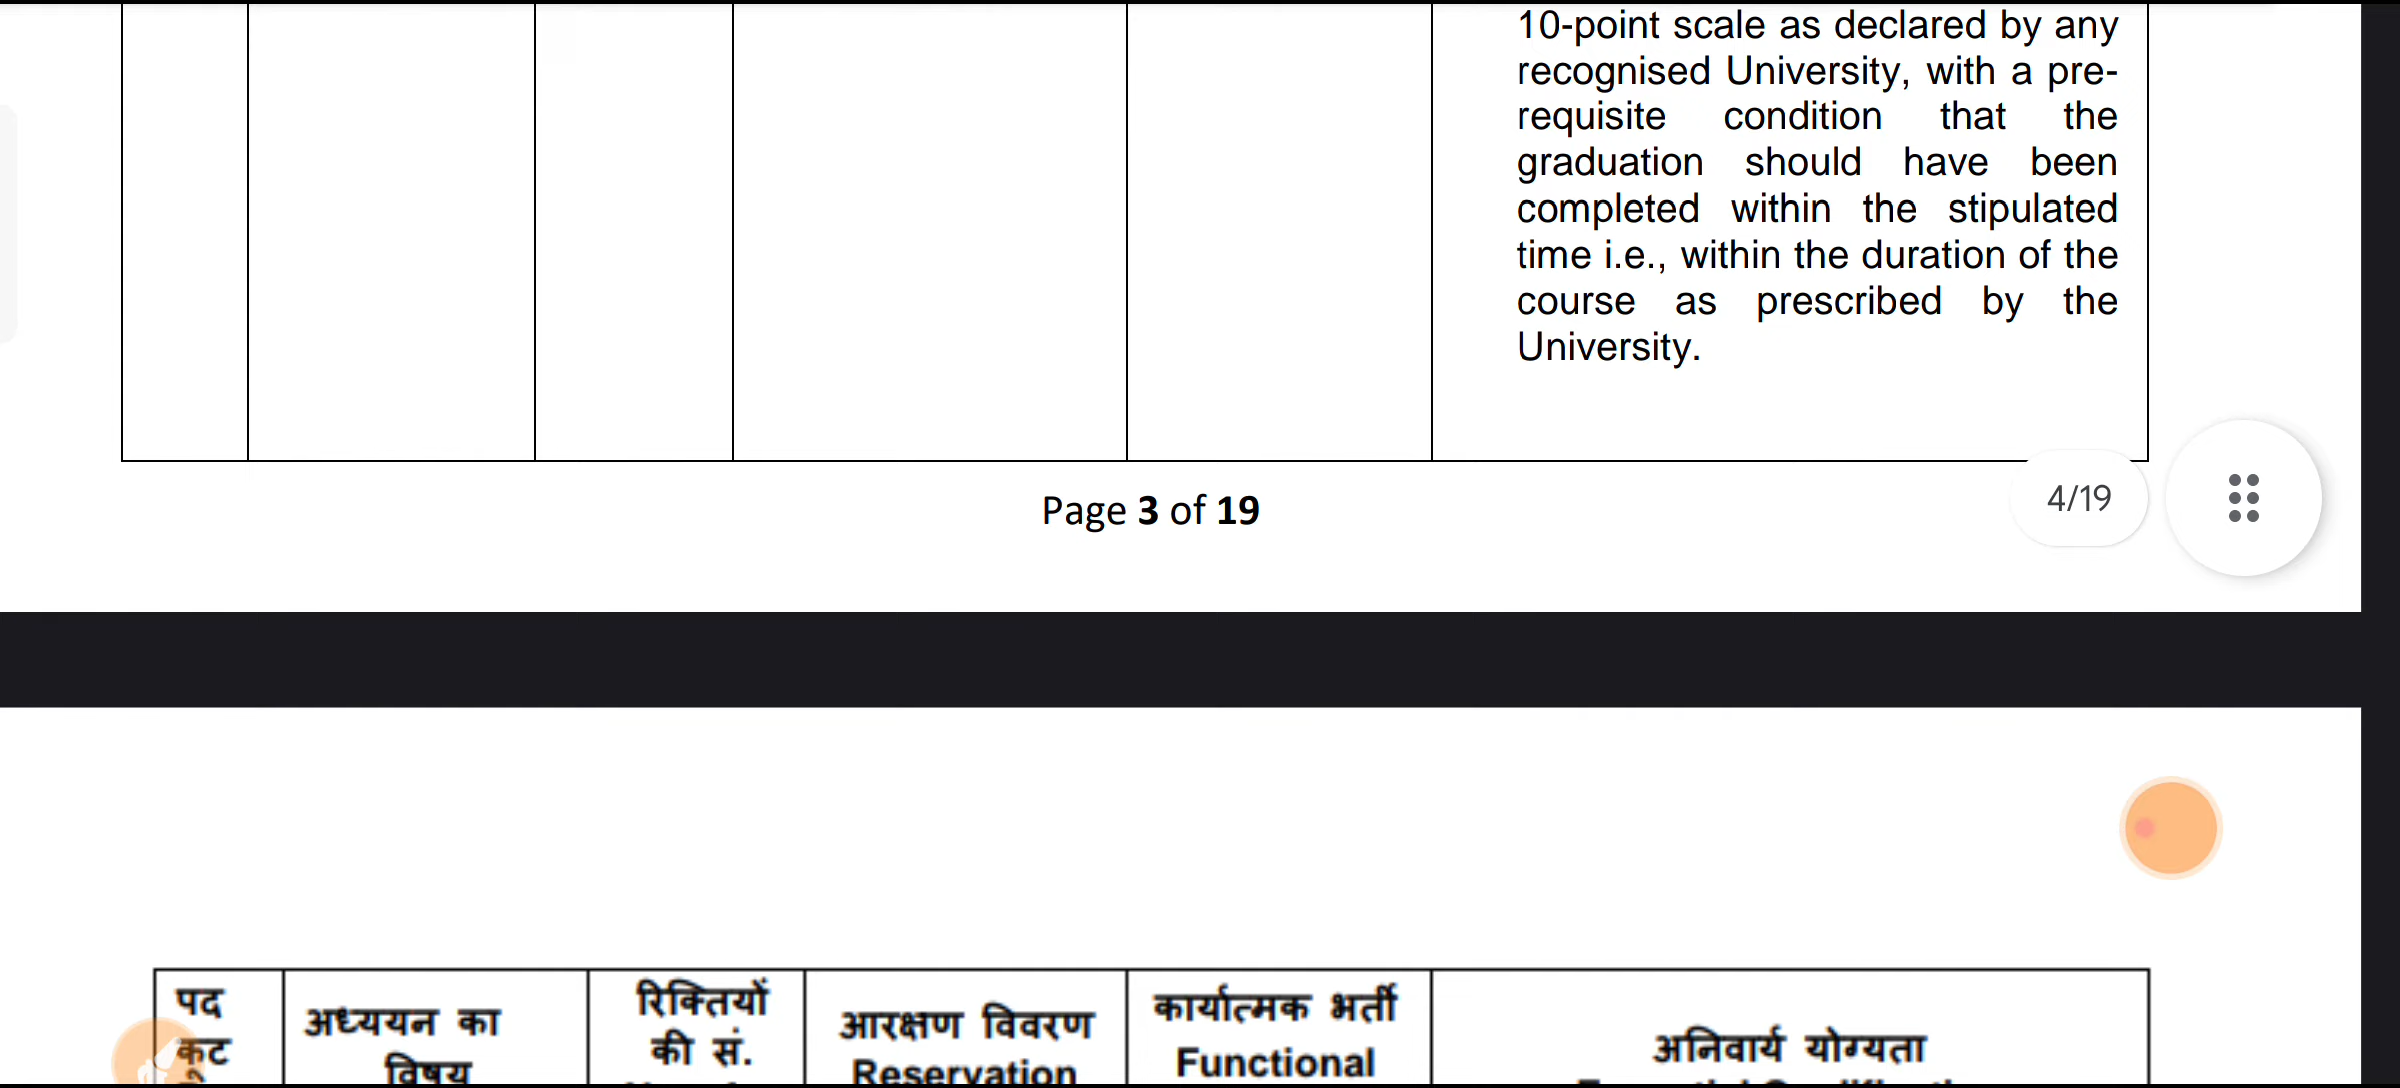 10-point scale as declared by any
recognised University, with a pre-
requisite condition that the
graduation should have been
completed within the stipulated
time i.e., within the duration of the
course as prescribed by the
University.
Page 3 of 19
4/19
पद
कूट
अध्ययन का
विषय
रिक्तियों
की सं.
आरक्षण विवरण
Reservation
कार्यात्मक भर्ती
Functional
अनिवार्य योग्यता